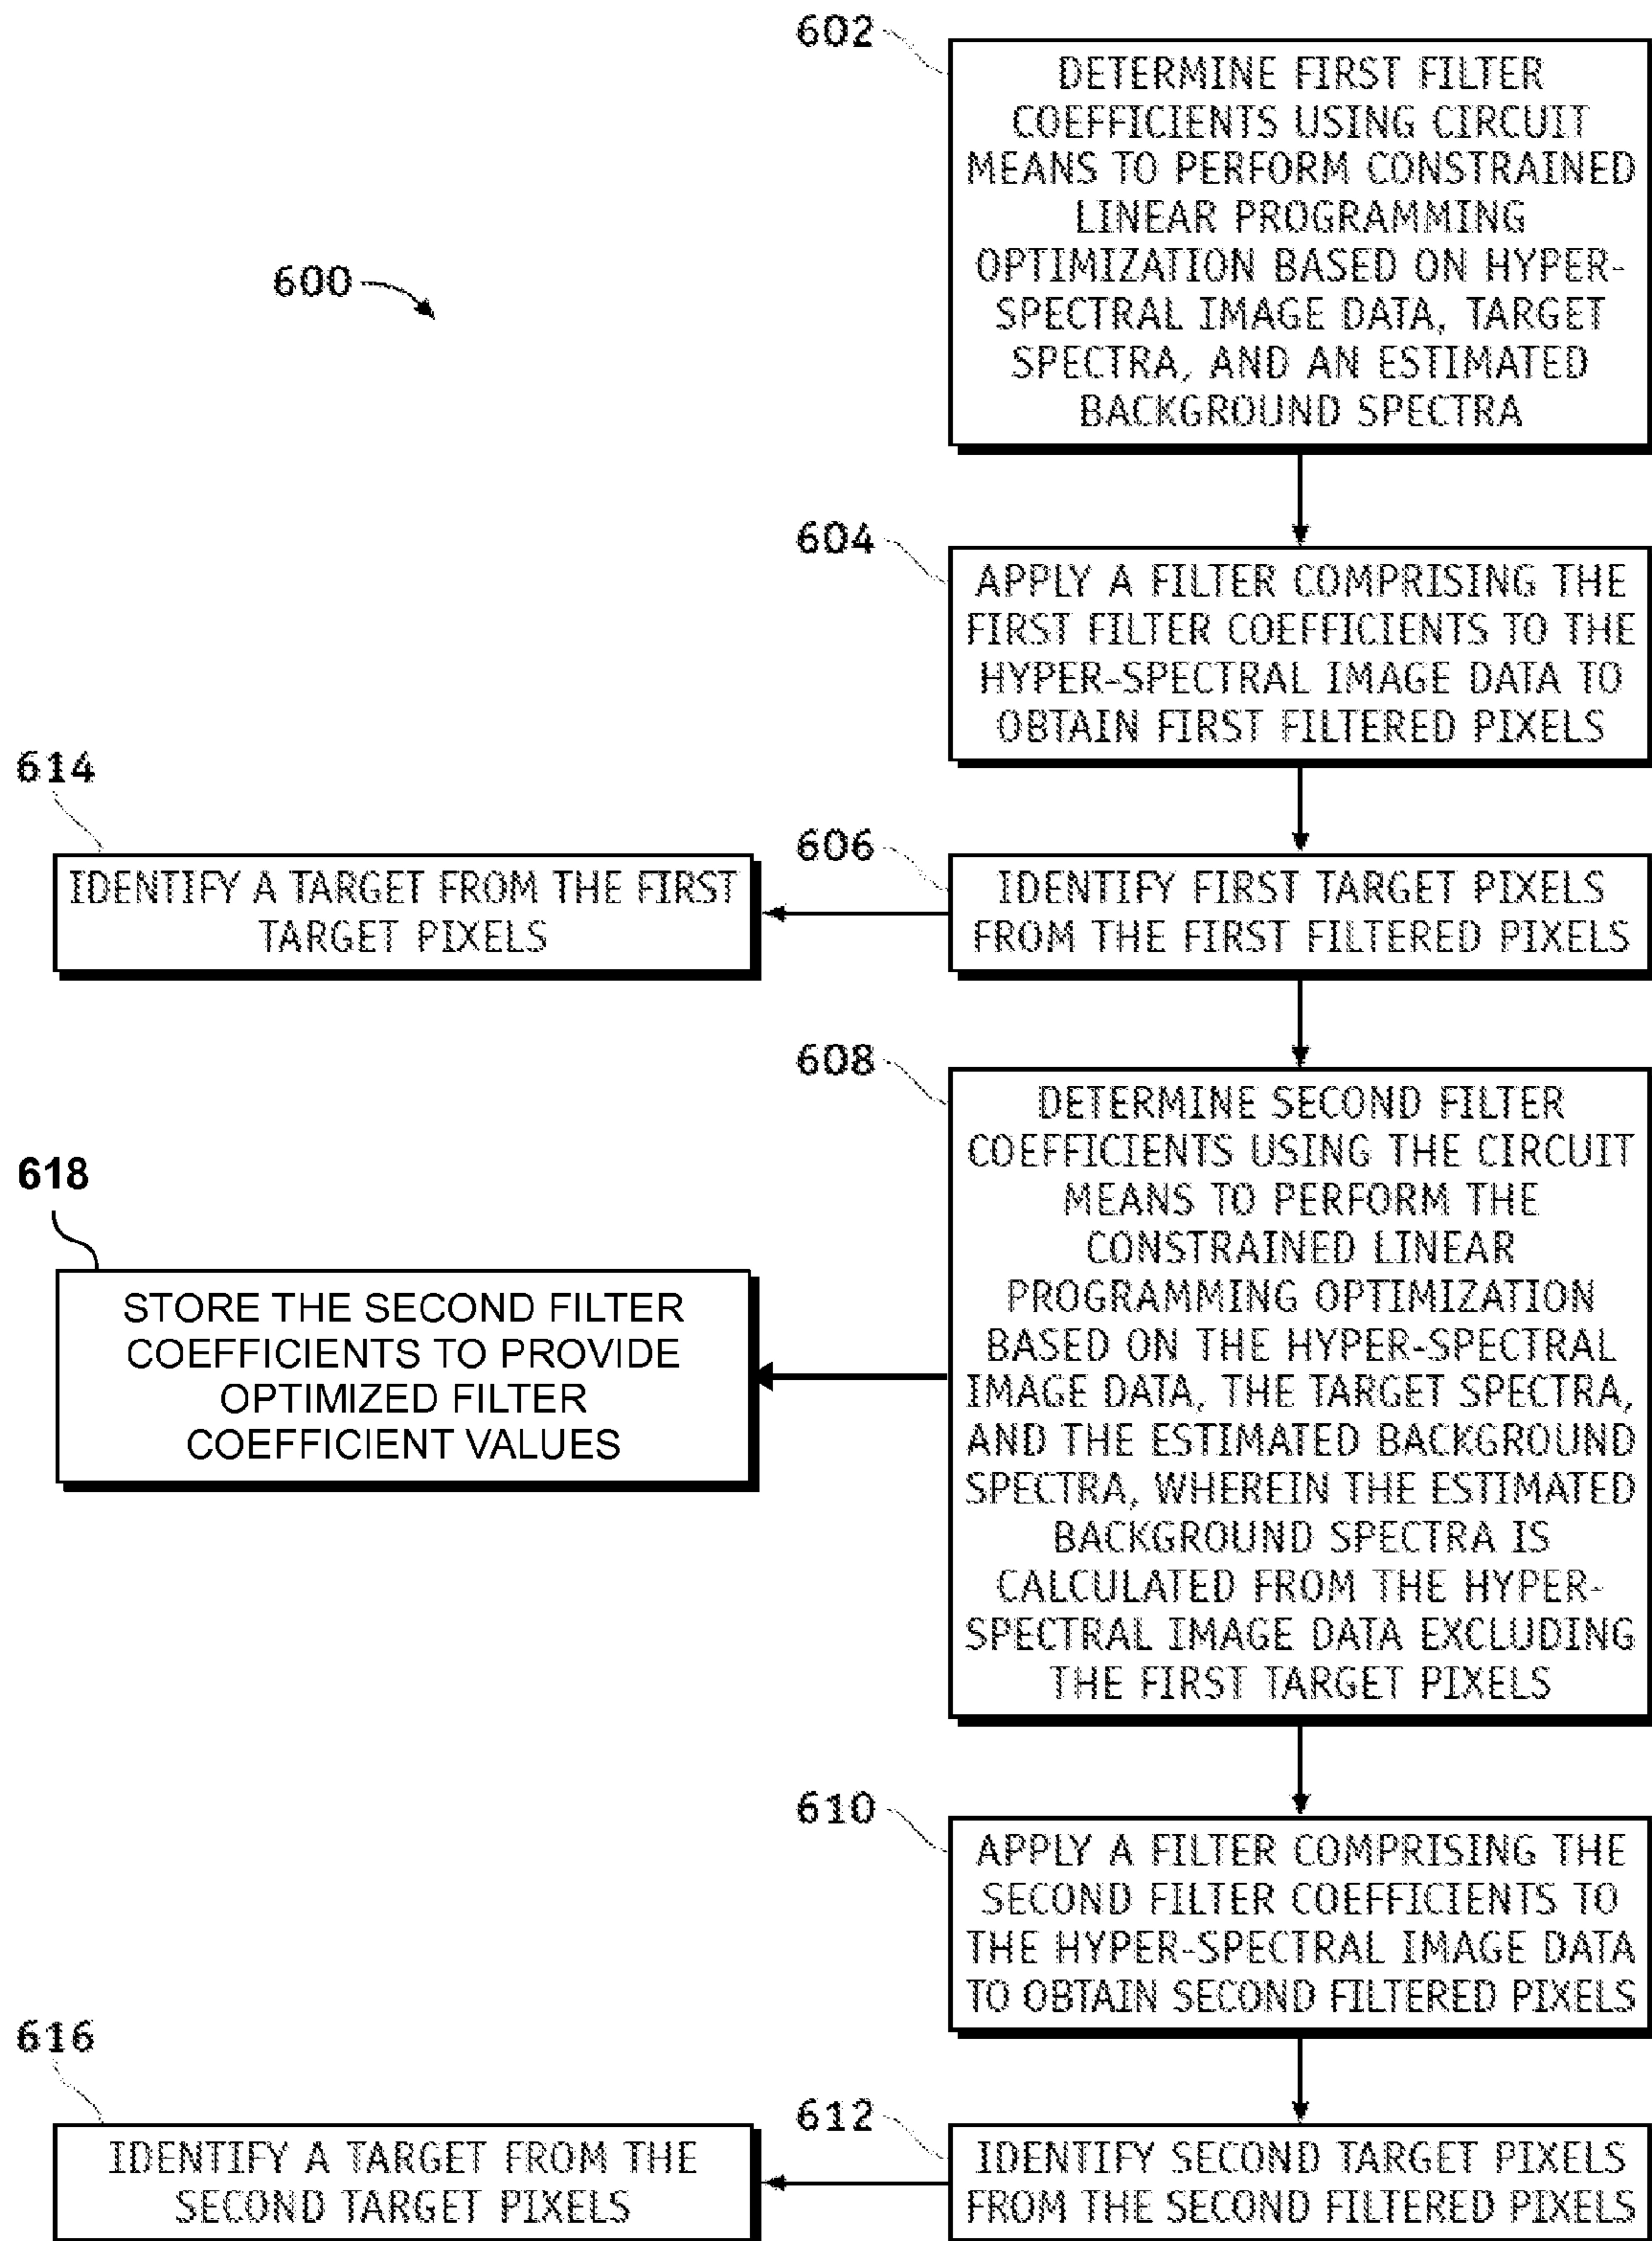 602
DETERMINE FIRST FILTER
COEFFICIENTS USING CIRCUIT
MEANS TO PERFORM CONSTRAINED
LINEAR PROGRAMMING
OPTIMIZATION BASED ON HYPER-
SPECTRAL IMAGE DATA, TARGET
SPECTRA, AND AN ESTIMATED
BACKGROUND SPECTRA
600
604
APPLY A FILTER COMPRISING THE
FIRST FILTER COEFFICIENTS TO THE
HYPER-SPECTRAL IMAGE DATA TO
OBTAIN FIRST FILTERED PIXELS
606
IDENTIFY FIRST TARGET PIXELS
FROM THE FIRST FILTERED PIXELS
614
IDENTIFY A TARGET FROM THE FIRST
TARGET PIXELS
608
DETERMINE SECOND FILTER
COEFFICIENTS USING THE CIRCUIT
MEANS TO PERFORM THE
CONSTRAINED LINEAR
PROGRAMMING OPTIMIZATION
BASED ON THE HYPER-SPECTRAL
IMAGE DATA, THE TARGET SPECTRA,
AND THE ESTIMATED BACKGROUND
SPECTRA, WHEREIN THE ESTIMATED
BACKGROUND SPECTRA IS
CALCULATED FROM THE HYPER-
SPECTRAL IMAGE DATA EXCLUDING
THE FIRST TARGET PIXELS
618
STORE THE SECOND FILTER
COEFFICIENTS TO PROVIDE
OPTIMIZED FILTER
COEFFICIENT VALUES
610
APPLY A FILTER COMPRISING THE
SECOND FILTER COEFFICIENTS TO
THE HYPER-SPECTRAL IMAGE DATA
TO OBTAIN SECOND FILTERED PIXELS
612
IDENTIFY SECOND TARGET PIXELS
FROM THE SECOND FILTERED PIXELS
616
IDENTIFY A TARGET FROM THE
SECOND TARGET PIXELS